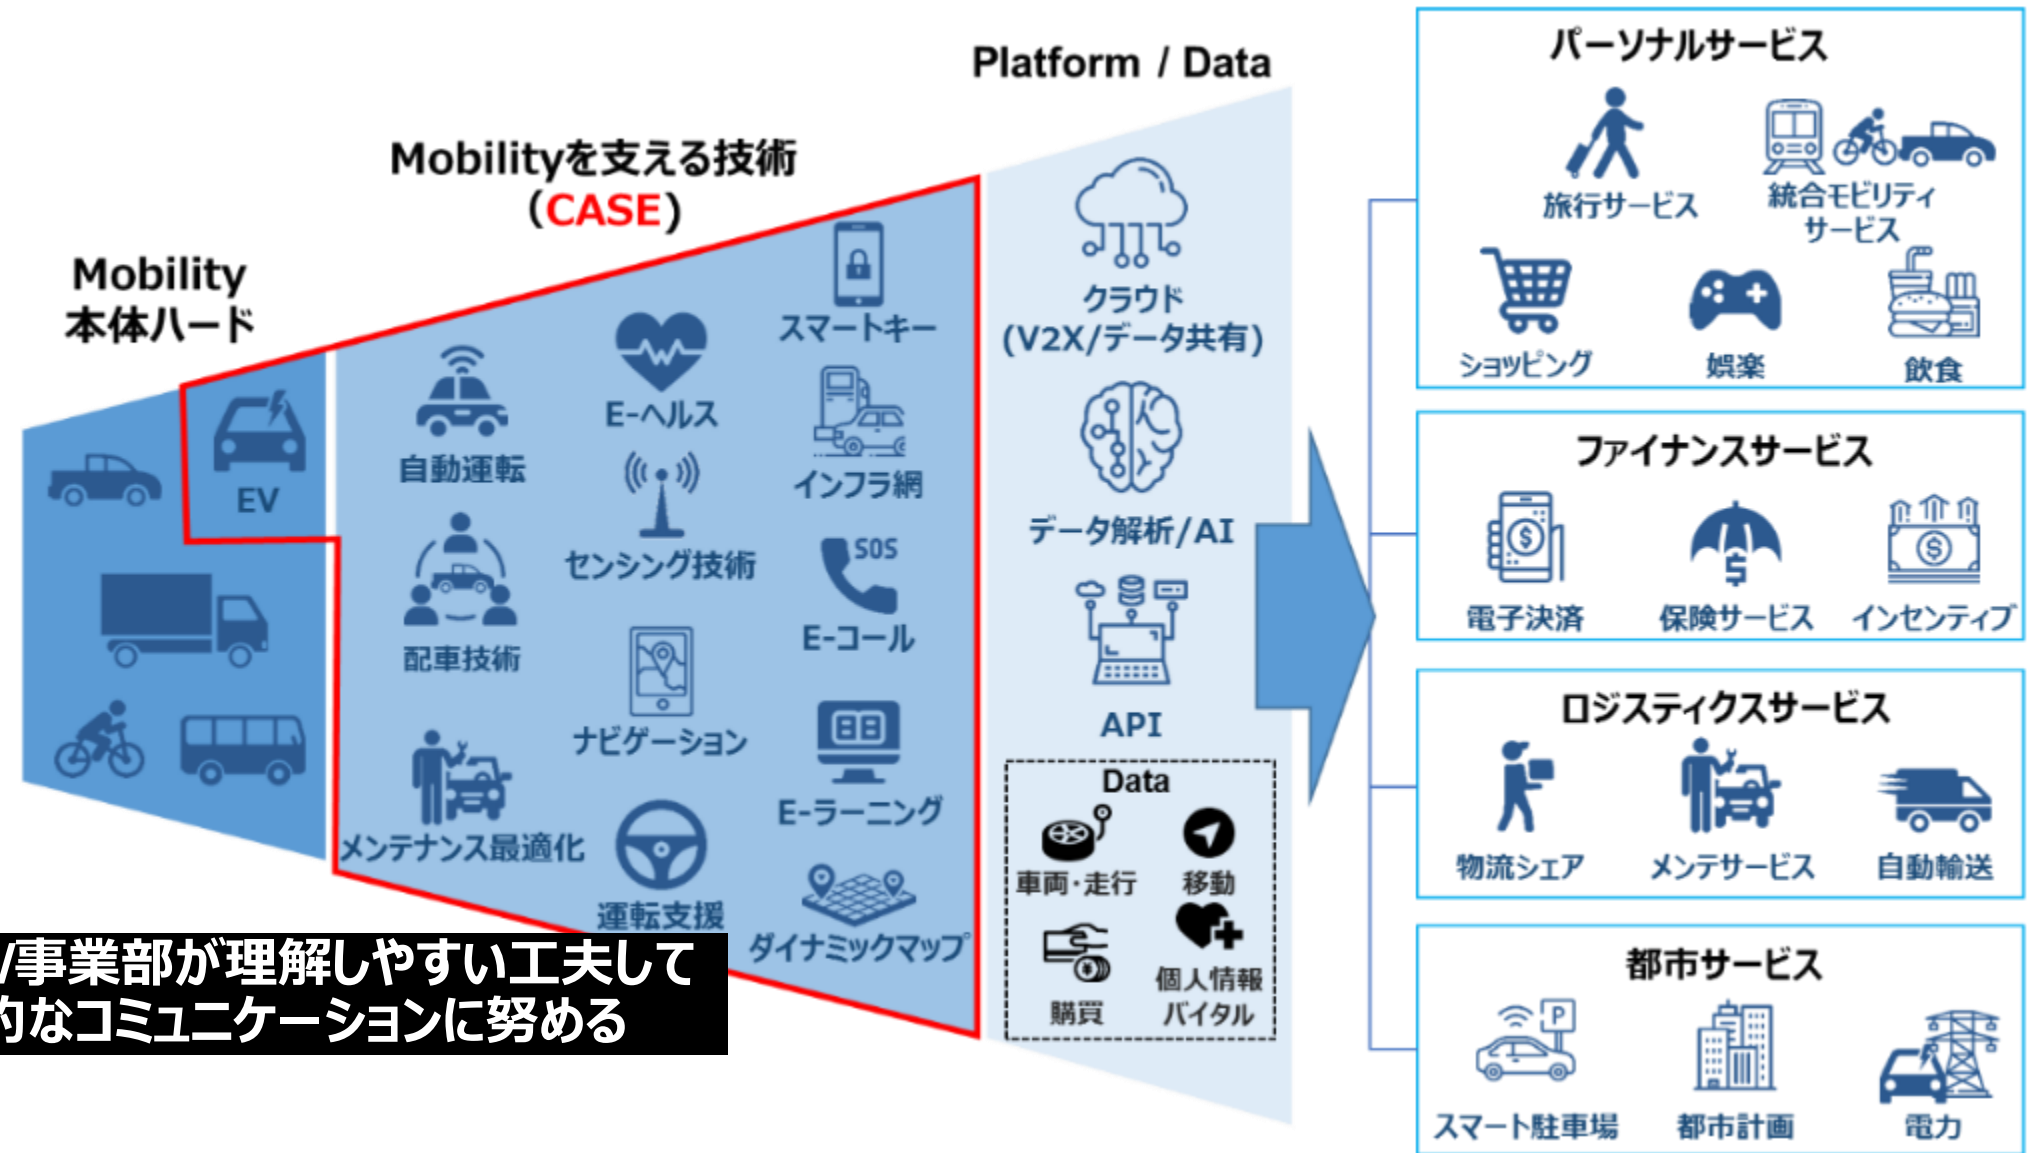 Mobility
本体ハード
EV
Mobilityを支える技術
(CASE)
スマートキー
E-ヘルス
自動運転
インフラ網
センシング技術
SOS
E-コール
配車技術
ナビゲーション
E-ラーニング
メンテナンス最適化
運転支援
ダイナミックマップ
/事業部が理解しやすい工夫して
的なコミュニケーションに努める
Platform / Data
クラウド
(V2X/データ共有)
データ解析/AI
API
Data
車両・走行
移動
購買
個人情報
バイタル
パーソナルサービス
旅行サービス
統合モビリティ
サービス
ショッピング
娯楽
飲食
ファイナンスサービス
電子決済
保険サービス
インセンティブ
ロジスティクスサービス
物流シェア
メンテサービス
自動輸送
都市サービス
P
スマート駐車場
都市計画
電力